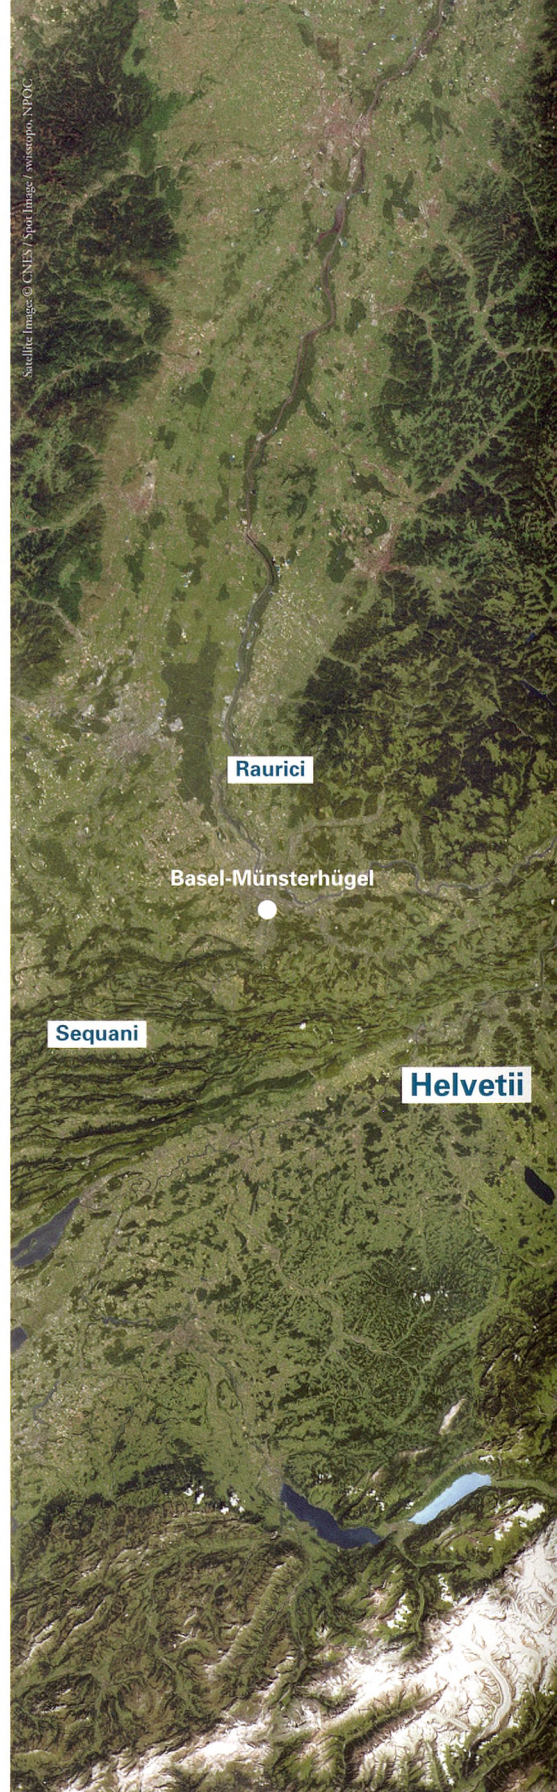 Satellite Image: © CNES / Spot Image / swisstopo, NPOC
Raurici
Basel-Münsterhügel
Sequani
Helvetii